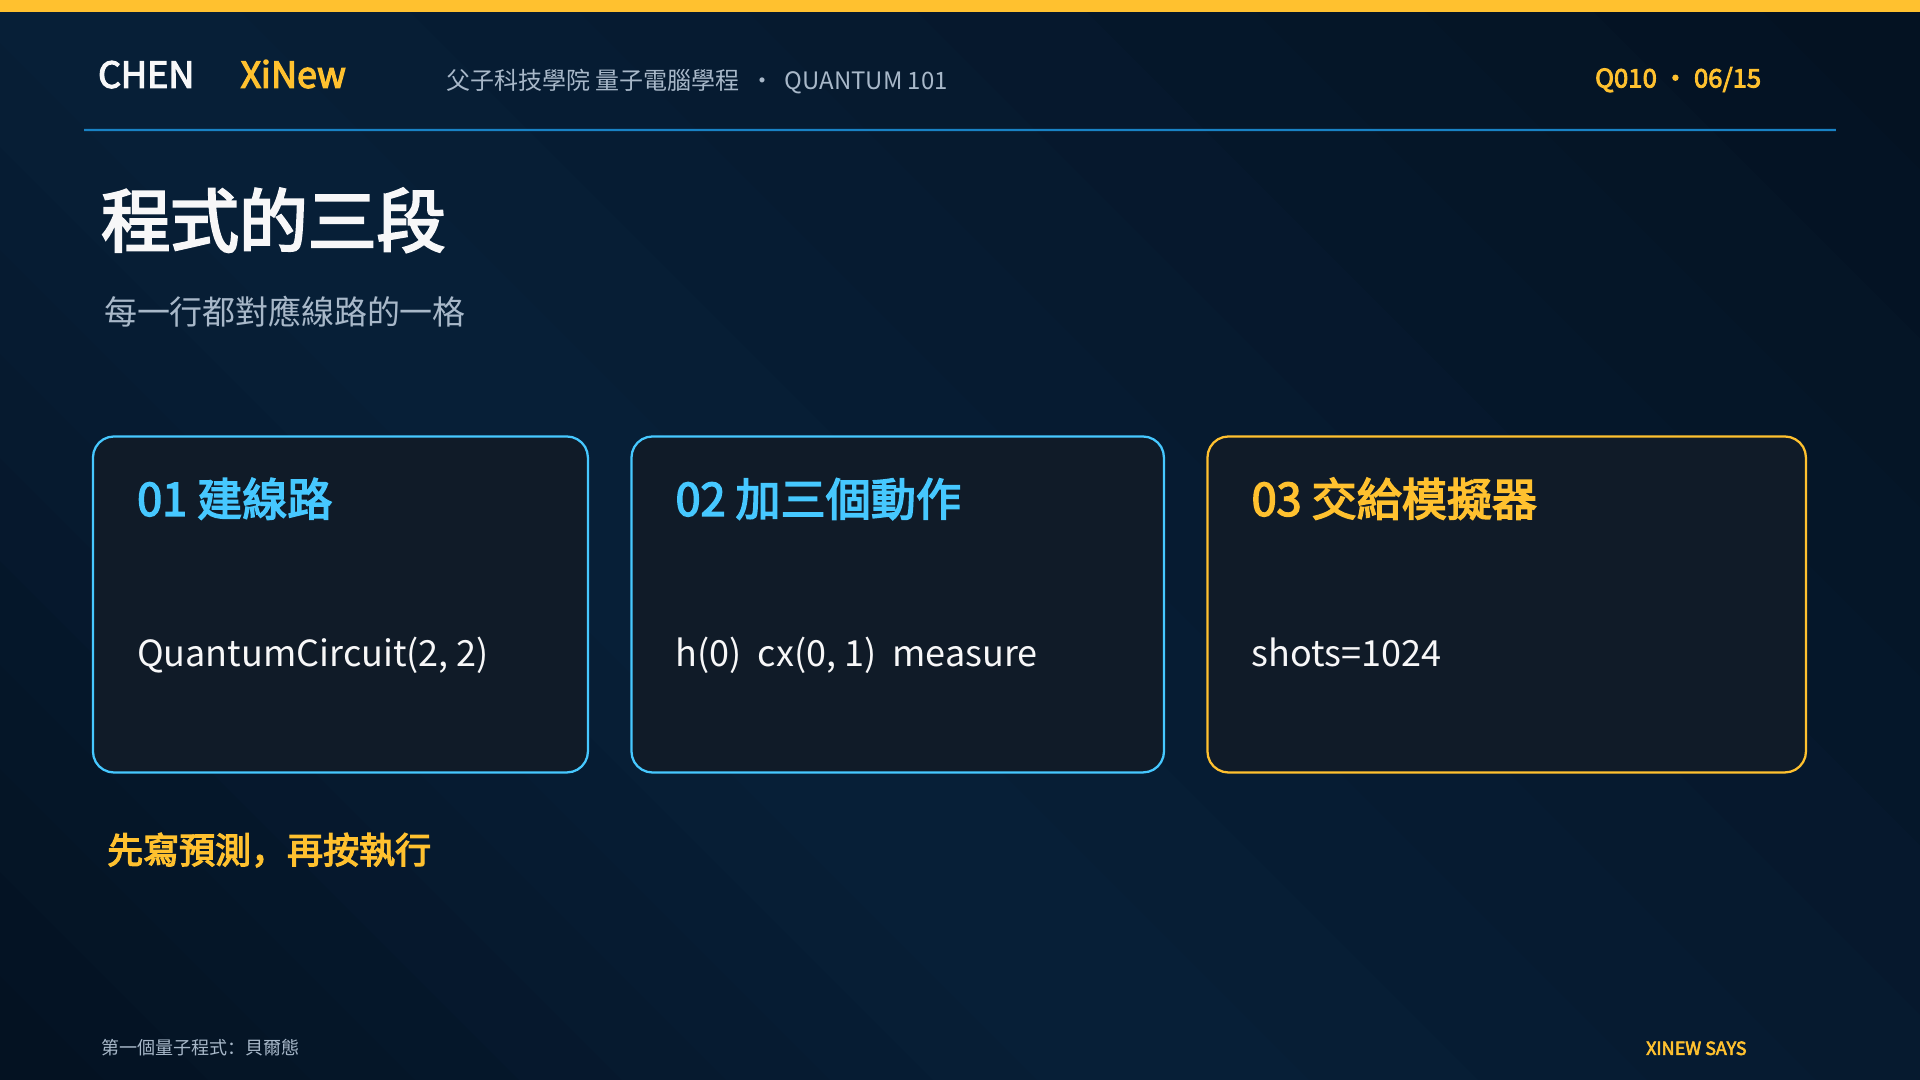 CHEN XiNew 父子科技學院 量子電腦學程 · QUANTUM 101 Q010 · 06/15
程式的三段
每一行都對應線路的一格
01 建線路
QuantumCircuit(2, 2)
02 加三個動作
h(0) cx(0, 1) measure
03 交給模擬器
shots=1024
先寫預測，再按執行
第一個量子程式：貝爾態
XINEW SAYS